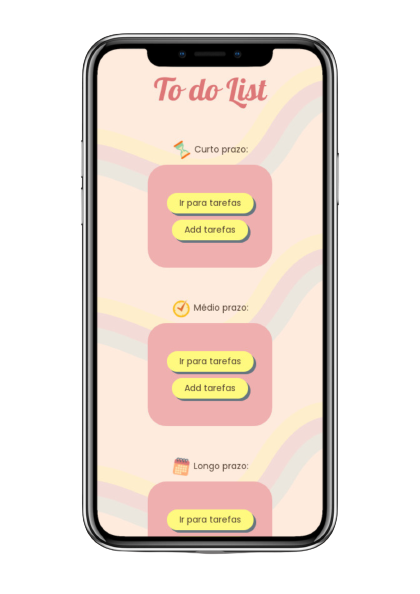 To do List
Curto prazo:
Ir para tarefas
Add tarefas
Médio prazo:
Ir para tarefas
Add tarefas
Longo prazo:
Ir para tarefas